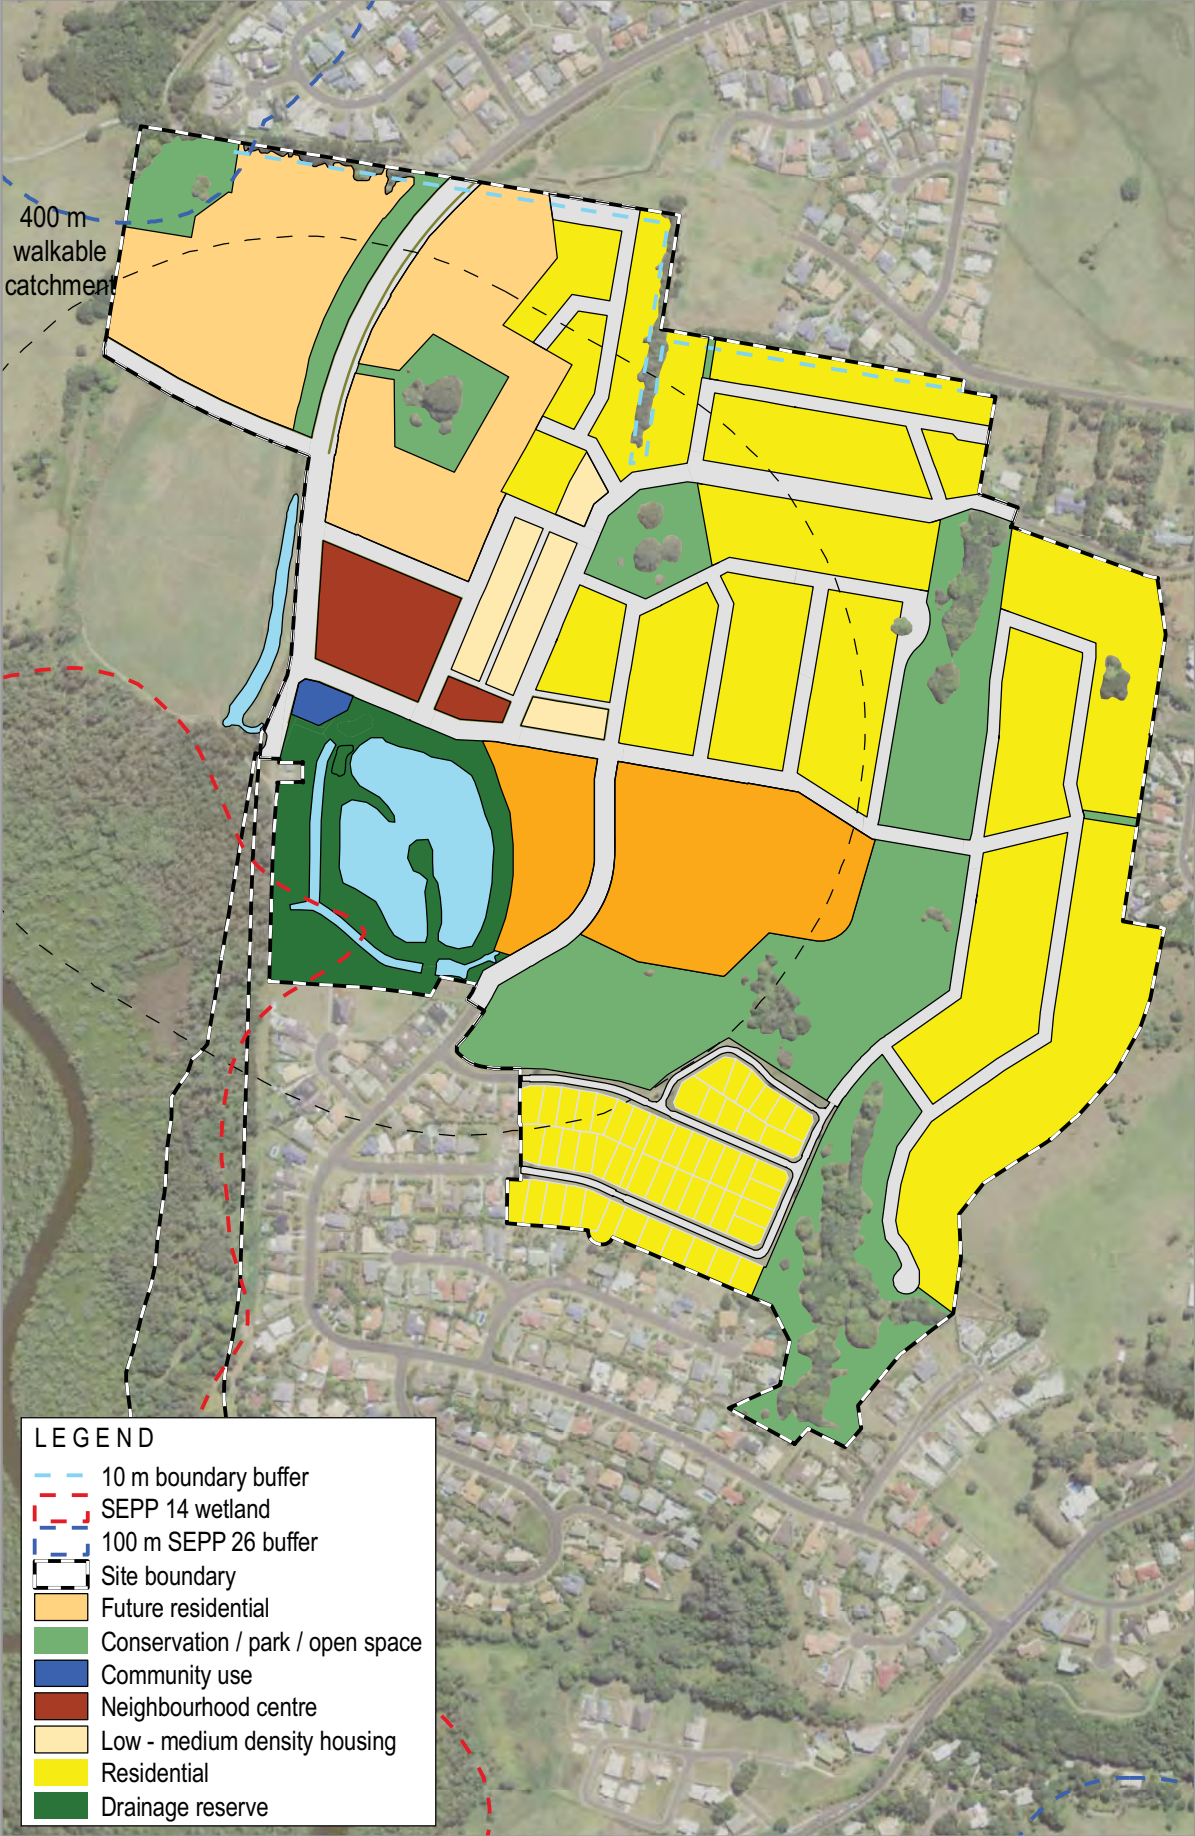 400 m
walkable
catchment
LEGEND
10 m boundary buffer
SEPP 14 wetland
100 m SEPP 26 buffer
Site boundary
Future residential
Conservation / park / open space
Community use
Neighbourhood centre
Low - medium density housing
Residential
Drainage reserve